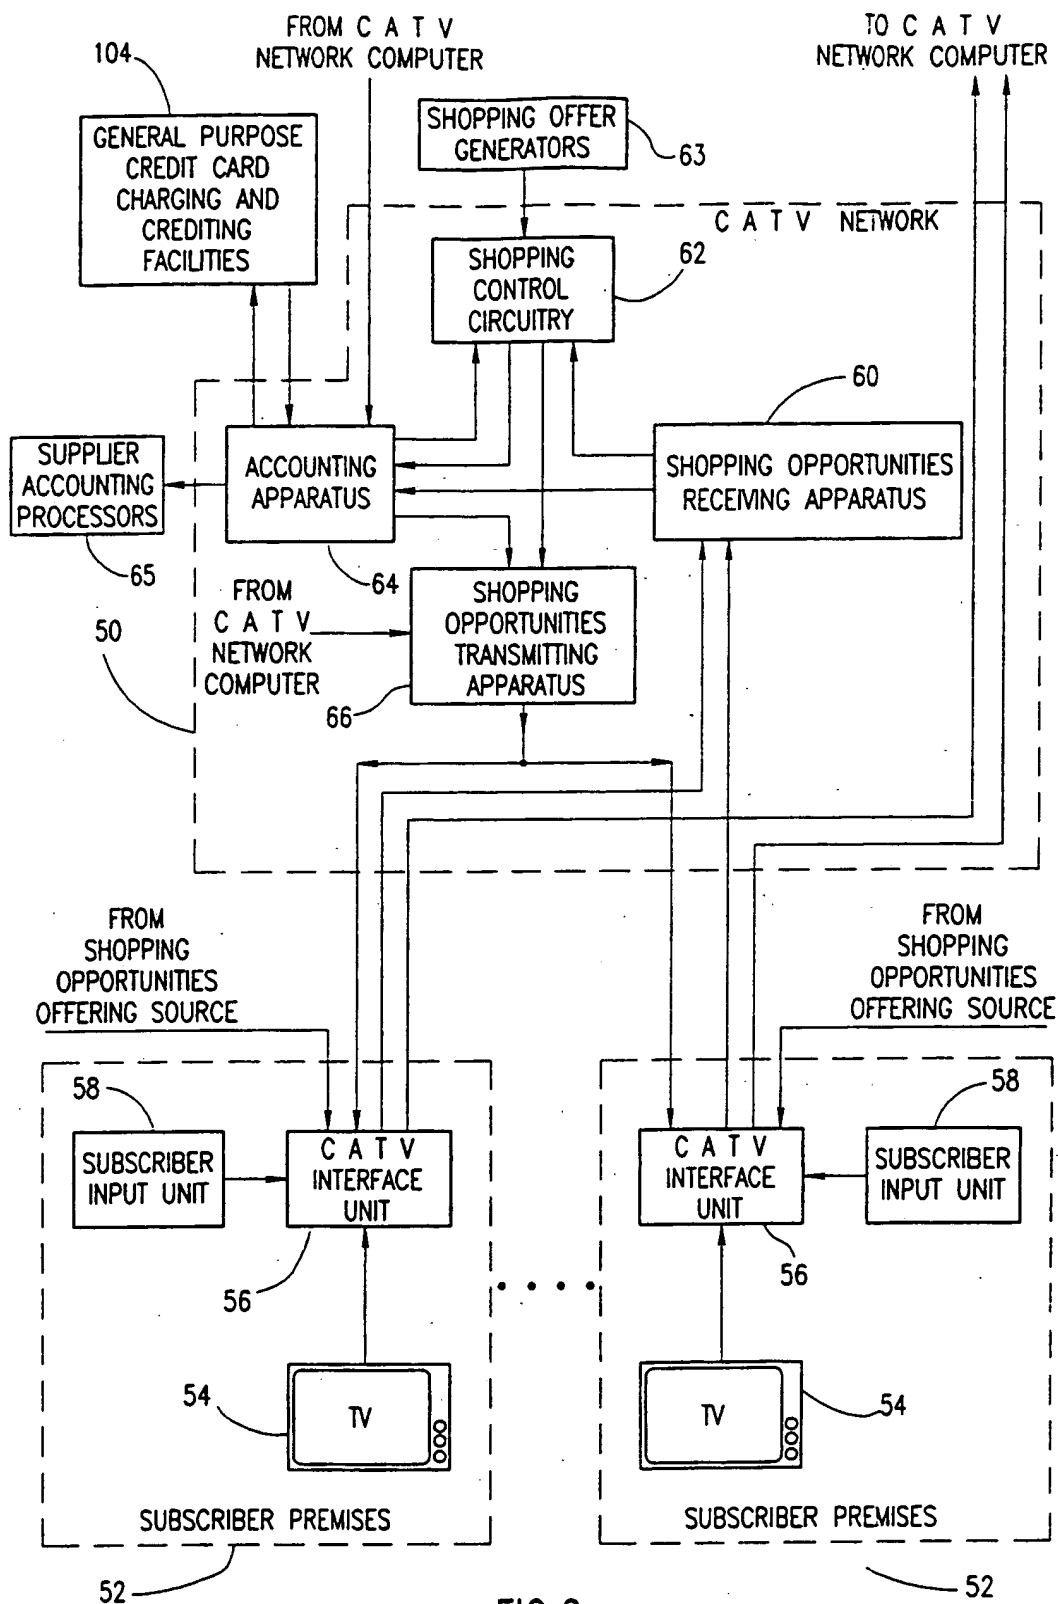 FROM C A T V
NETWORK COMPUTER
TO C A T V
NETWORK COMPUTER
104
GENERAL PURPOSE
CREDIT CARD
CHARGING AND
CREDITING
FACILITIES
SHOPPING OFFER
GENERATORS
63
C A T V NETWORK
SHOPPING
CONTROL
CIRCUITRY
62
60
SUPPLIER
ACCOUNTING
PROCESSORS
65
ACCOUNTING
APPARATUS
64
SHOPPING OPPORTUNITIES
RECEIVING APPARATUS
50
FROM
C A T V
NETWORK
COMPUTER
SHOPPING
OPPORTUNITIES
TRANSMITTING
APPARATUS
66
FROM
SHOPPING
OPPORTUNITIES
OFFERING SOURCE
FROM
SHOPPING
OPPORTUNITIES
OFFERING SOURCE
58
SUBSCRIBER
INPUT UNIT
C A T V
INTERFACE
UNIT
56
54
TV
SUBSCRIBER PREMISES
52
C A T V
INTERFACE
UNIT
56
58
SUBSCRIBER
INPUT UNIT
TV
54
SUBSCRIBER PREMISES
52